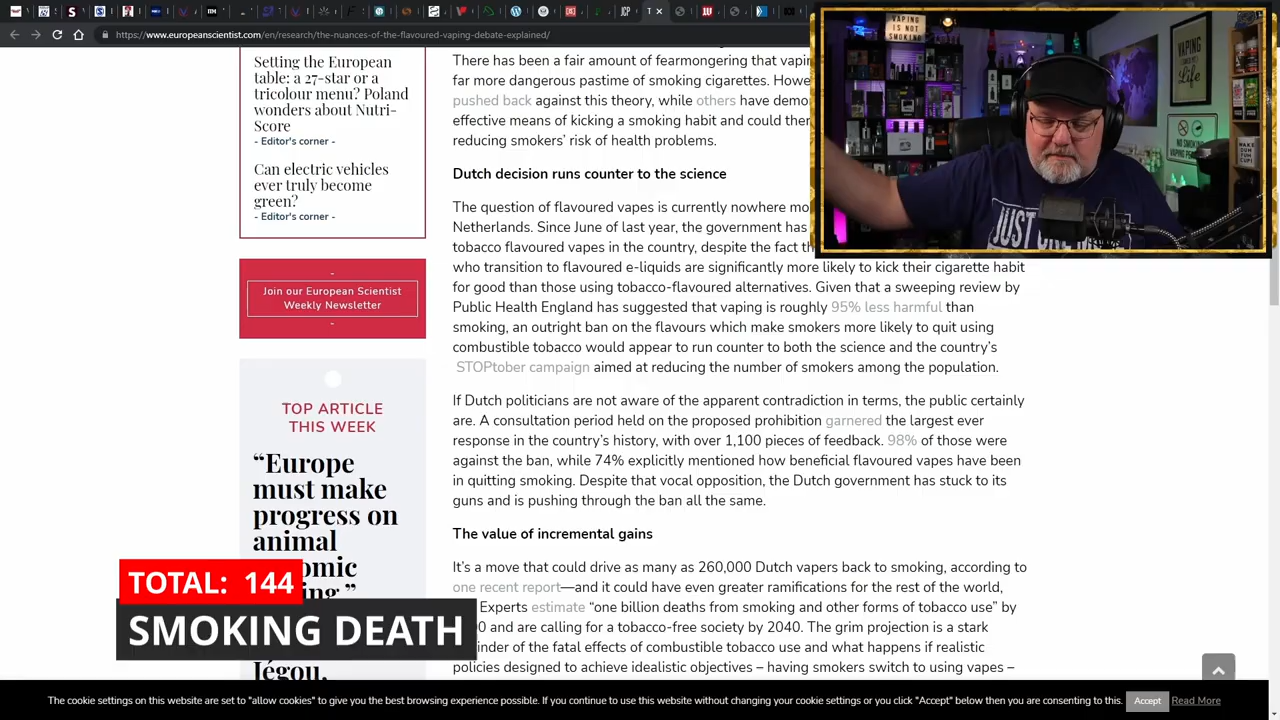 https://www.europeanscientist.com/en/research/the-nuances-of-the-flavoured-vaping-debate-explained/
Setting the European
table: a 27-star or a
tricolour menu? Poland
wonders about Nutri-
Score
- Editor's corner -
Can electric vehicles
ever truly become
green?
- Editor's corner -
-
Join our European Scientist
Weekly Newsletter
-
TOP ARTICLE
THIS WEEK
“Europe
must make
progress on
animal
Jégou,
There has been a fair amount of fearmongering that
far more dangerous pastime of smoking cigarettes.
pushed back against this theory, while others have
effective means of kicking a smoking habit and could
reducing smokers’ risk of health problems.
Dutch decision runs counter to the science
The question of flavoured vapes is currently nowhere
Netherlands. Since June of last year, the government has
tobacco flavoured vapes in the country, despite the fact
who transition to flavoured e-liquids are significantly more likely to kick their cigarette habit
for good than those using tobacco-flavoured alternatives. Given that a sweeping review by
Public Health England has suggested that vaping is roughly 95% less harmful than
smoking, an outright ban on the flavours which make smokers more likely to quit using
combustible tobacco would appear to run counter to both the science and the country’s
STOPtober campaign aimed at reducing the number of smokers among the population.
If Dutch politicians are not aware of the apparent contradiction in terms, the public certainly
are. A consultation period held on the proposed prohibition garnered the largest ever
response in the country’s history, with over 1,100 pieces of feedback. 98% of those were
against the ban, while 74% explicitly mentioned how beneficial flavoured vapes have been
in quitting smoking. Despite that vocal opposition, the Dutch government has stuck to its
guns and is pushing through the ban all the same.
The value of incremental gains
It’s a move that could drive as many as 260,000 Dutch vapers back to smoking, according to
one recent report—and it could have even greater ramifications for the rest of the world,
Experts estimate “one billion deaths from smoking and other forms of tobacco use” by
and are calling for a tobacco-free society by 2040. The grim projection is a stark
of the fatal effects of combustible tobacco use and what happens if realistic
policies designed to achieve idealistic objectives – having smokers switch to using vapes –
VAPING
IS NOT
SMOKING
VAPING
Life
NO SMOKING
JUST
TOTAL: 144
SMOKING DEATH
The cookie settings on this website are set to "allow cookies" to give you the best browsing experience possible. If you continue to use this website without changing your cookie settings or you click "Accept" below then you are consenting to this.
Accept
Read More